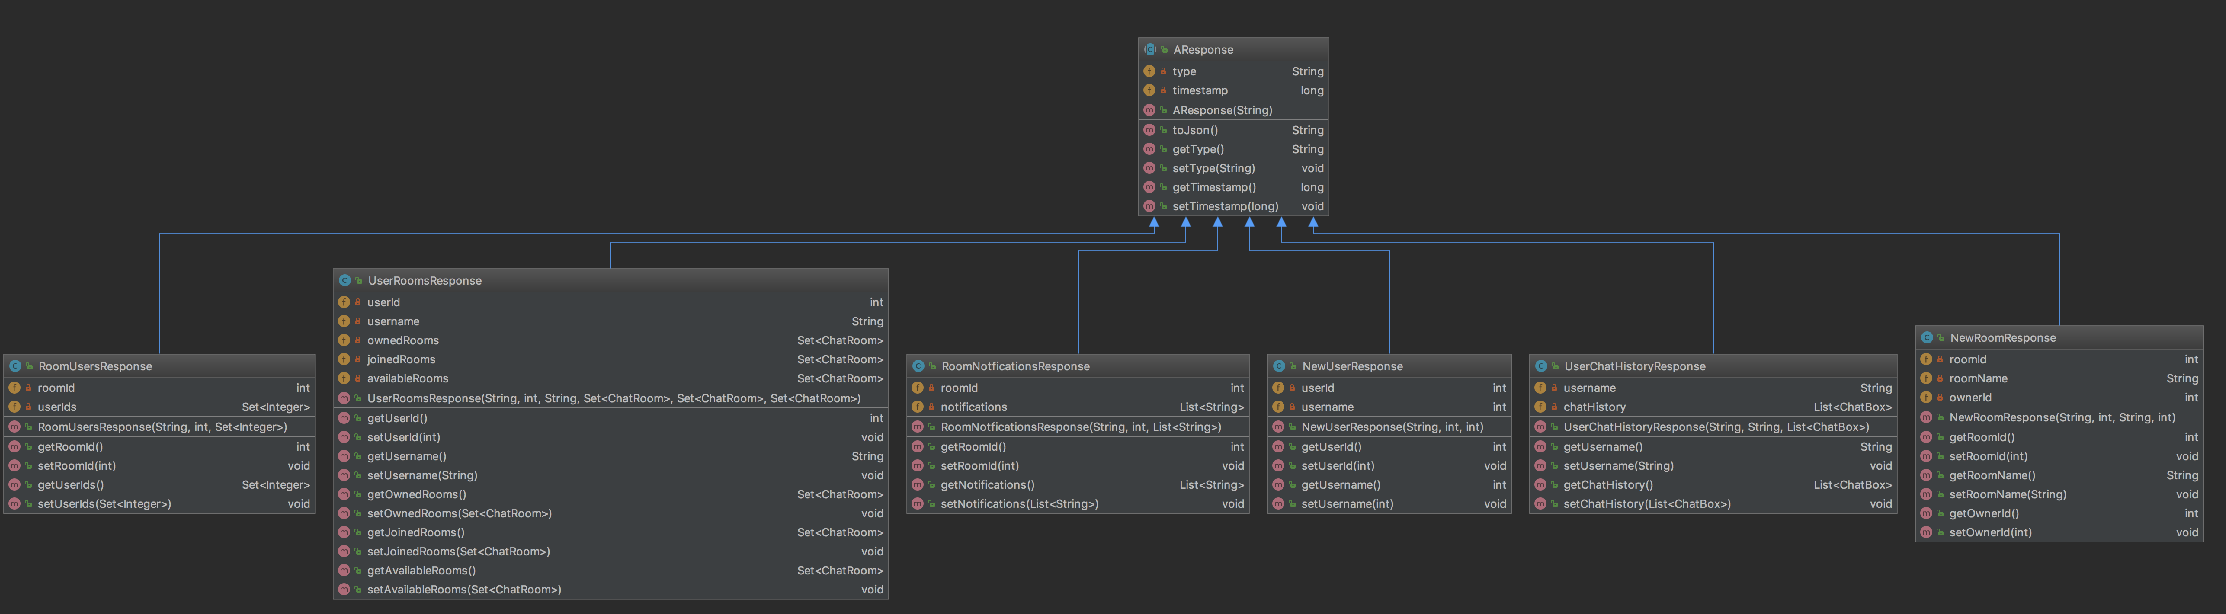 AResponse
type String
timestamp long
AResponse(String)
toJson() String
getType() String
setType(String) void
getTimestamp() long
setTimestamp(long) void
RoomUsersResponse
roomId int
userIds Set<Integer>
RoomUsersResponse(String, int, Set<Integer>)
getRoomId() int
setRoomId(int) void
getUserIds() Set<Integer>
setUserIds(Set<Integer>) void
UserRoomsResponse
userId int
username String
ownedRooms Set<ChatRoom>
joinedRooms Set<ChatRoom>
availableRooms Set<ChatRoom>
UserRoomsResponse(String, int, String, Set<ChatRoom>, Set<ChatRoom>, Set<ChatRoom>)
getUserId() int
setUserId(int) void
getUsername() String
setUsername(String) void
getOwnedRooms() Set<ChatRoom>
setOwnedRooms(Set<ChatRoom>) void
getJoinedRooms() Set<ChatRoom>
setJoinedRooms(Set<ChatRoom>) void
getAvailableRooms() Set<ChatRoom>
setAvailableRooms(Set<ChatRoom>) void
RoomNotficationsResponse
roomId int
notifications List<String>
RoomNotficationsResponse(String, int, List<String>)
getRoomId() int
setRoomId(int) void
getNotifications() List<String>
setNotifications(List<String>) void
NewUserResponse
userId int
username int
NewUserResponse(String, int, int)
getUserId() int
setUserId(int) void
getUsername() int
setUsername(int) void
UserChatHistoryResponse
username String
chatHistory List<ChatBox>
UserChatHistoryResponse(String, String, List<ChatBox>)
getUsername() String
setUsername(String) void
getChatHistory() List<ChatBox>
setChatHistory(List<ChatBox>) void
NewRoomResponse
roomId int
roomName String
ownerId int
NewRoomResponse(String, int, String, int)
getRoomId() int
setRoomId(int) void
getRoomName() String
setRoomName(String) void
getOwnerId() int
setOwnerId(int) void